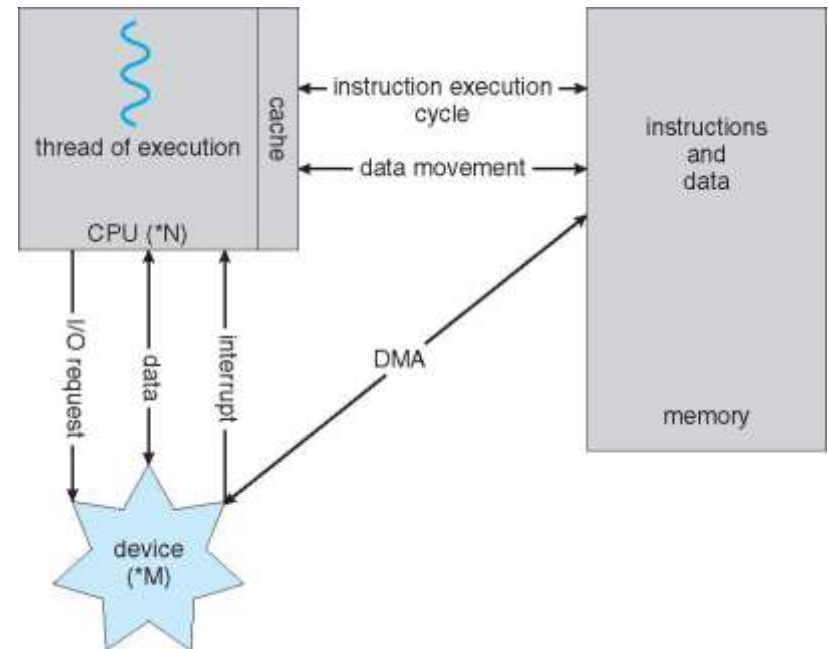 thread of execution
cache
CPU (*N)
instruction execution
cycle
data movement
instructions
and
data
memory
I/O request
data
interrupt
DMA
device
(*M)